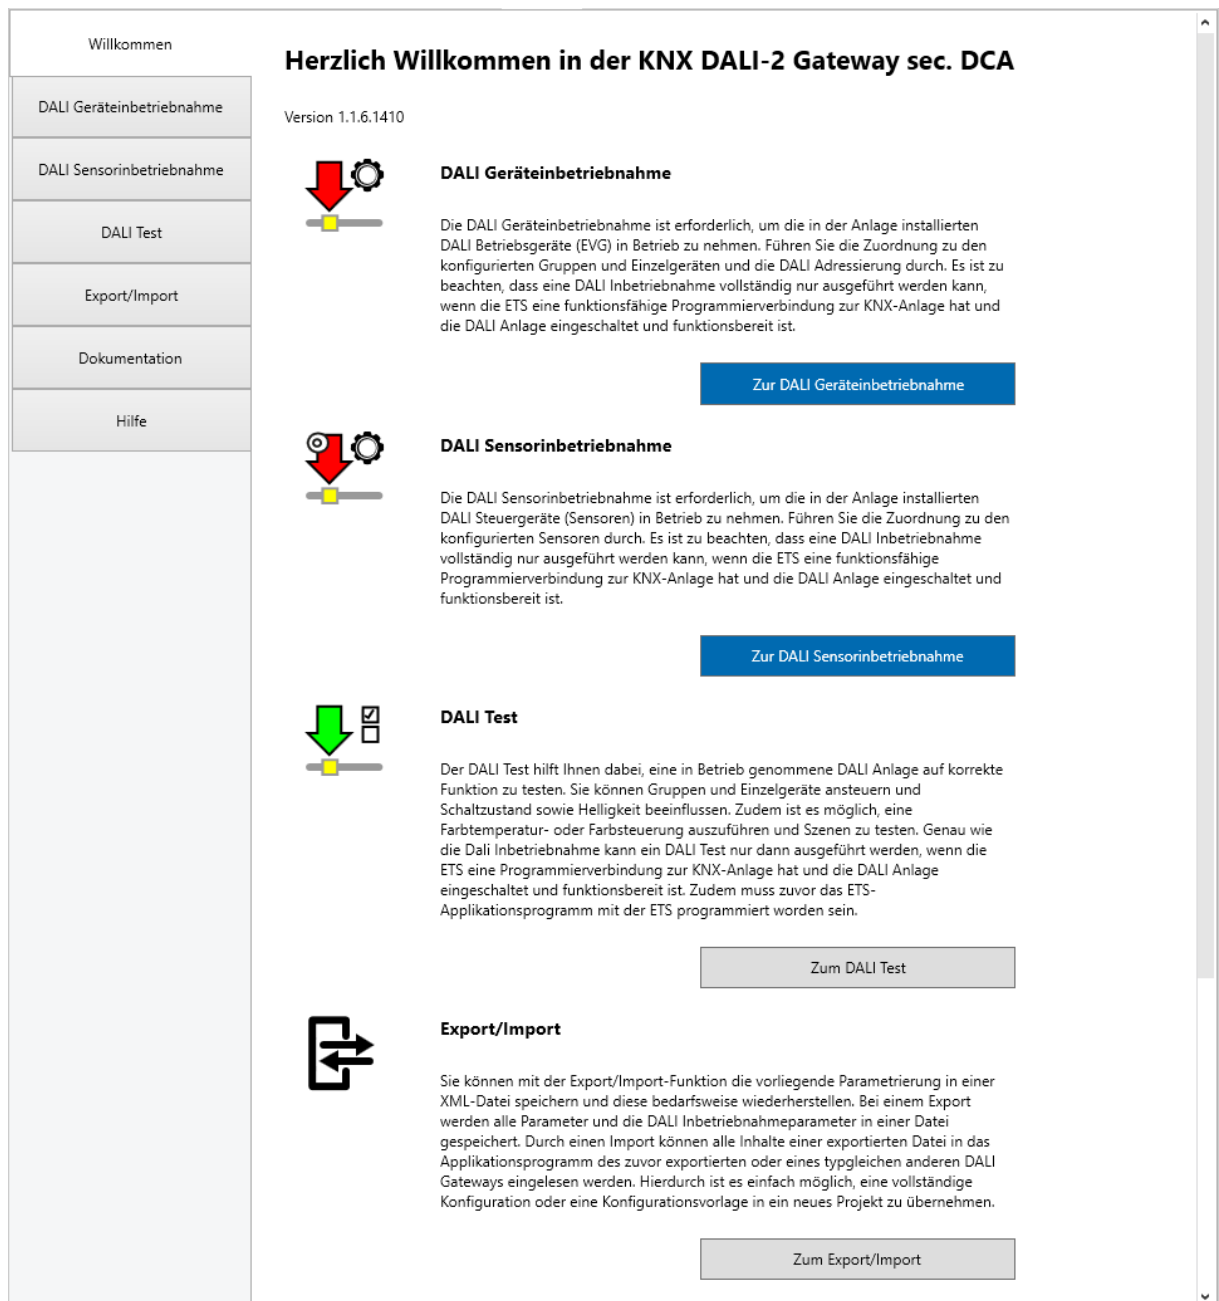 Willkommen
DALI Geräteinbetriebnahme
DALI Sensorinbetriebnahme
DALI Test
Export/Import
Dokumentation
Hilfe
Herzlich Willkommen in der KNX DALI-2 Gateway sec. DCA
Version 1.1.6.1410
DALI Geräteinbetriebnahme
Die DALI Geräteinbetriebnahme ist erforderlich, um die in der Anlage installierten
DALI Betriebsgeräte (EVG) in Betrieb zu nehmen. Führen Sie die Zuordnung zu den
konfigurierten Gruppen und Einzelgeräten und die DALI Adressierung durch. Es ist zu
beachten, dass eine DALI Inbetriebnahme vollständig nur ausgeführt werden kann,
wenn die ETS eine funktionsfähige Programmierverbindung zur KNX-Anlage hat und
die DALI Anlage eingeschaltet und funktionsbereit ist.
Zur DALI Geräteinbetriebnahme
DALI Sensorinbetriebnahme
Die DALI Sensorinbetriebnahme ist erforderlich, um die in der Anlage installierten
DALI Steuergeräte (Sensoren) in Betrieb zu nehmen. Führen Sie die Zuordnung zu den
konfigurierten Sensoren durch. Es ist zu beachten, dass eine DALI Inbetriebnahme
vollständig nur ausgeführt werden kann, wenn die ETS eine funktionsfähige
Programmierverbindung zur KNX-Anlage hat und die DALI Anlage eingeschaltet und
funktionsbereit ist.
Zur DALI Sensorinbetriebnahme
DALI Test
Der DALI Test hilft Ihnen dabei, eine in Betrieb genommene DALI Anlage auf korrekte
Funktion zu testen. Sie können Gruppen und Einzelgeräte ansteuern und
Schaltzustand sowie Helligkeit beeinflussen. Zudem ist es möglich, eine
Farbtemperatur- oder Farbsteuerung auszuführen und Szenen zu testen. Genau wie
die Dali Inbetriebnahme kann ein DALI Test nur dann ausgeführt werden, wenn die
ETS eine Programmierverbindung zur KNX-Anlage hat und die DALI Anlage
eingeschaltet und funktionsbereit ist. Zudem muss zuvor das ETS-
Applikationsprogramm mit der ETS programmiert worden sein.
Zum DALI Test
Export/Import
Sie können mit der Export/Import-Funktion die vorliegende Parametrierung in einer
XML-Datei speichern und diese bedarfsweise wiederherstellen. Bei einem Export
werden alle Parameter und die DALI Inbetriebnahmeparameter in einer Datei
gespeichert. Durch einen Import können alle Inhalte einer exportierten Datei in das
Applikationsprogramm des zuvor exportierten oder eines typgleichen anderen DALI
Gateways eingelesen werden. Hierdurch ist es einfach möglich, eine vollständige
Konfiguration oder eine Konfigurationsvorlage in ein neues Projekt zu übernehmen.
Zum Export/Import